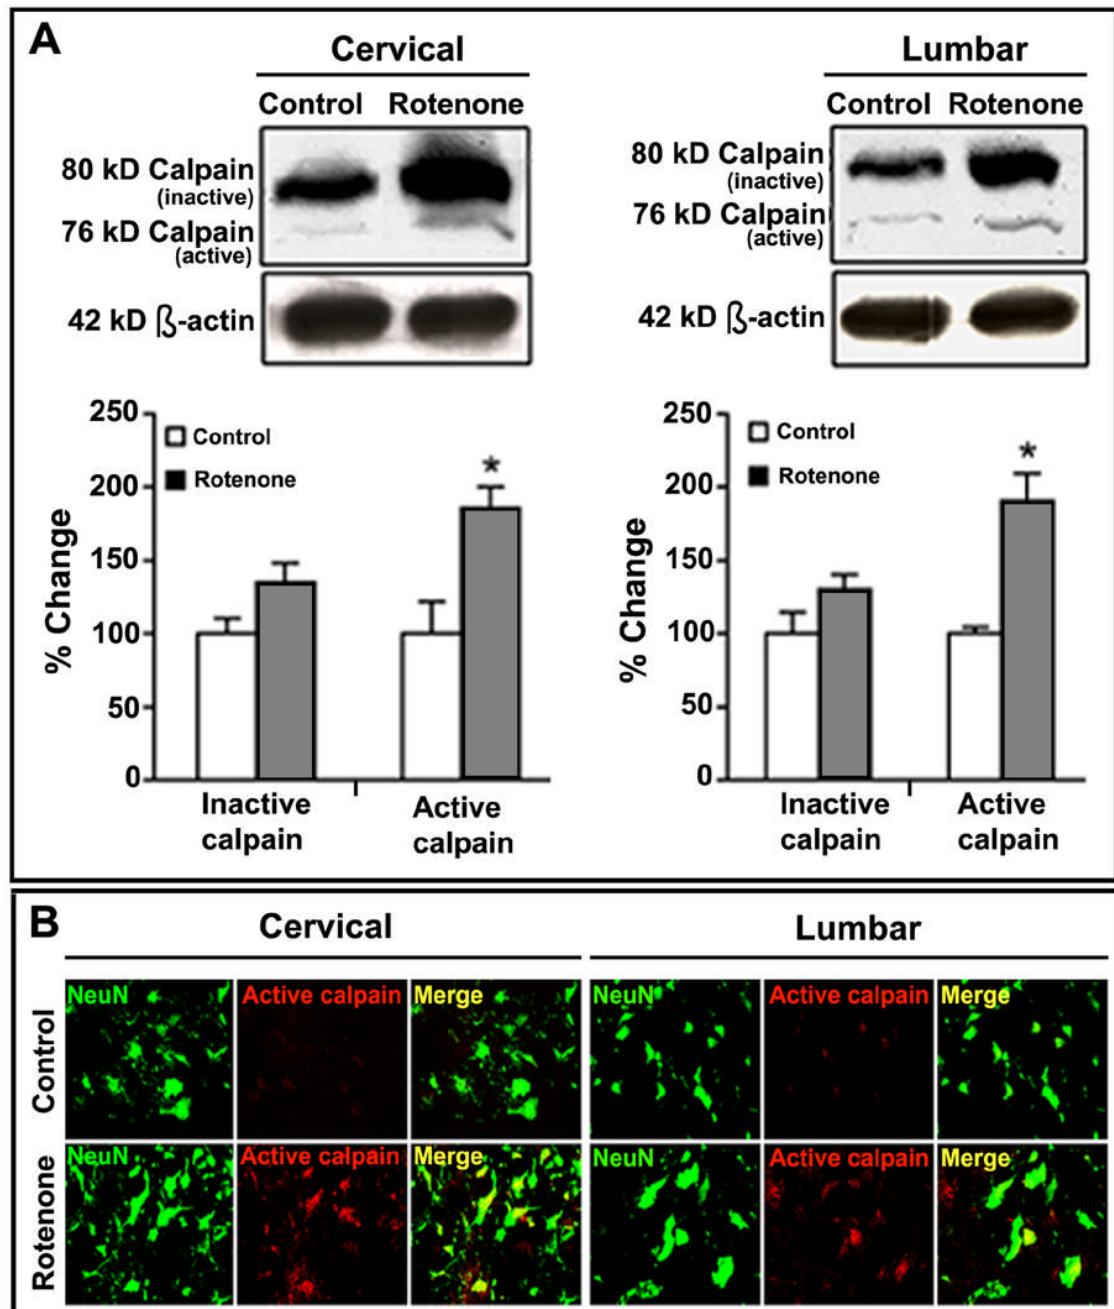 A
Cervical
Control Rotenone
80 kD Calpain
(inactive)
76 kD Calpain
(active)
42 kD ß-actin
Lumbar
Control Rotenone
80 kD Calpain
(inactive)
76 kD Calpain
(active)
42 kD ß-actin
250
200
150
100
50
0
% Change
Control
Rotenone
*
Inactive
calpain
Active
calpain
250
200
150
100
50
0
% Change
Control
Rotenone
*
Inactive
calpain
Active
calpain
B
Cervical
Lumbar
Control
NeuN Active calpain Merge NeuN Active calpain Merge
Rotenone
NeuN Active calpain Merge NeuN Active calpain Merge